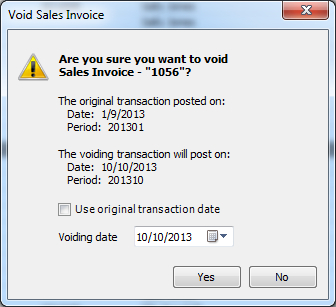 Void Sales Invoice
Are you sure you want to void
Sales Invoice - "1056"?
The original transaction posted on:
Date: 1/9/2013
Period: 201301
The voiding transaction will post on:
Date: 10/10/2013
Period: 201310
Use original transaction date
Voiding date 10/10/2013
Yes No